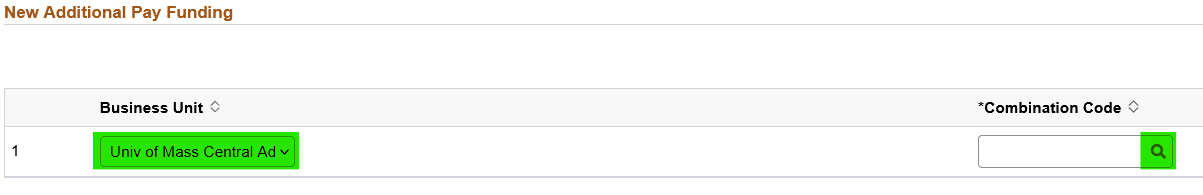 New Additional Pay Funding
Business Unit
*Combination Code
1
Univ of Mass Central Ad